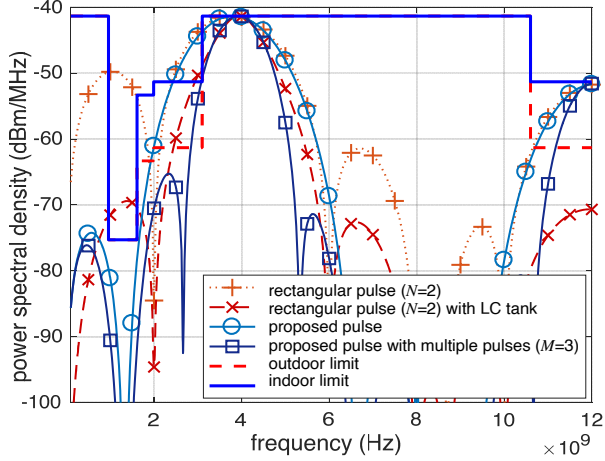 -40
-50
-60
-70
-80
-90
-100
power spectral density (dBm/MHz)
rectangular pulse (N=2)
rectangular pulse (N=2) with LC tank
proposed pulse
proposed pulse with multiple pulses (M=3)
outdoor limit
indoor limit
2 4 6 8 10 12
frequency (Hz)
× 10⁹